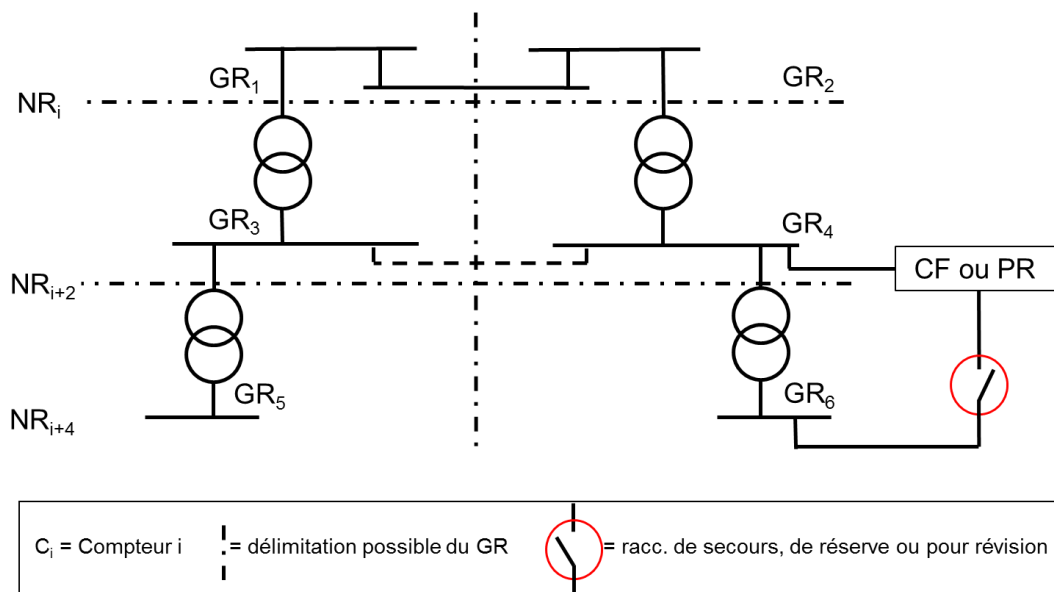 GR1
GR2
NRi
GR3
GR4
CF ou PR
NRi+2
GR5
GR6
NRi+4
Ci = Compteur i
= délimitation possible du GR
= racc. de secours, de réserve ou pour révision